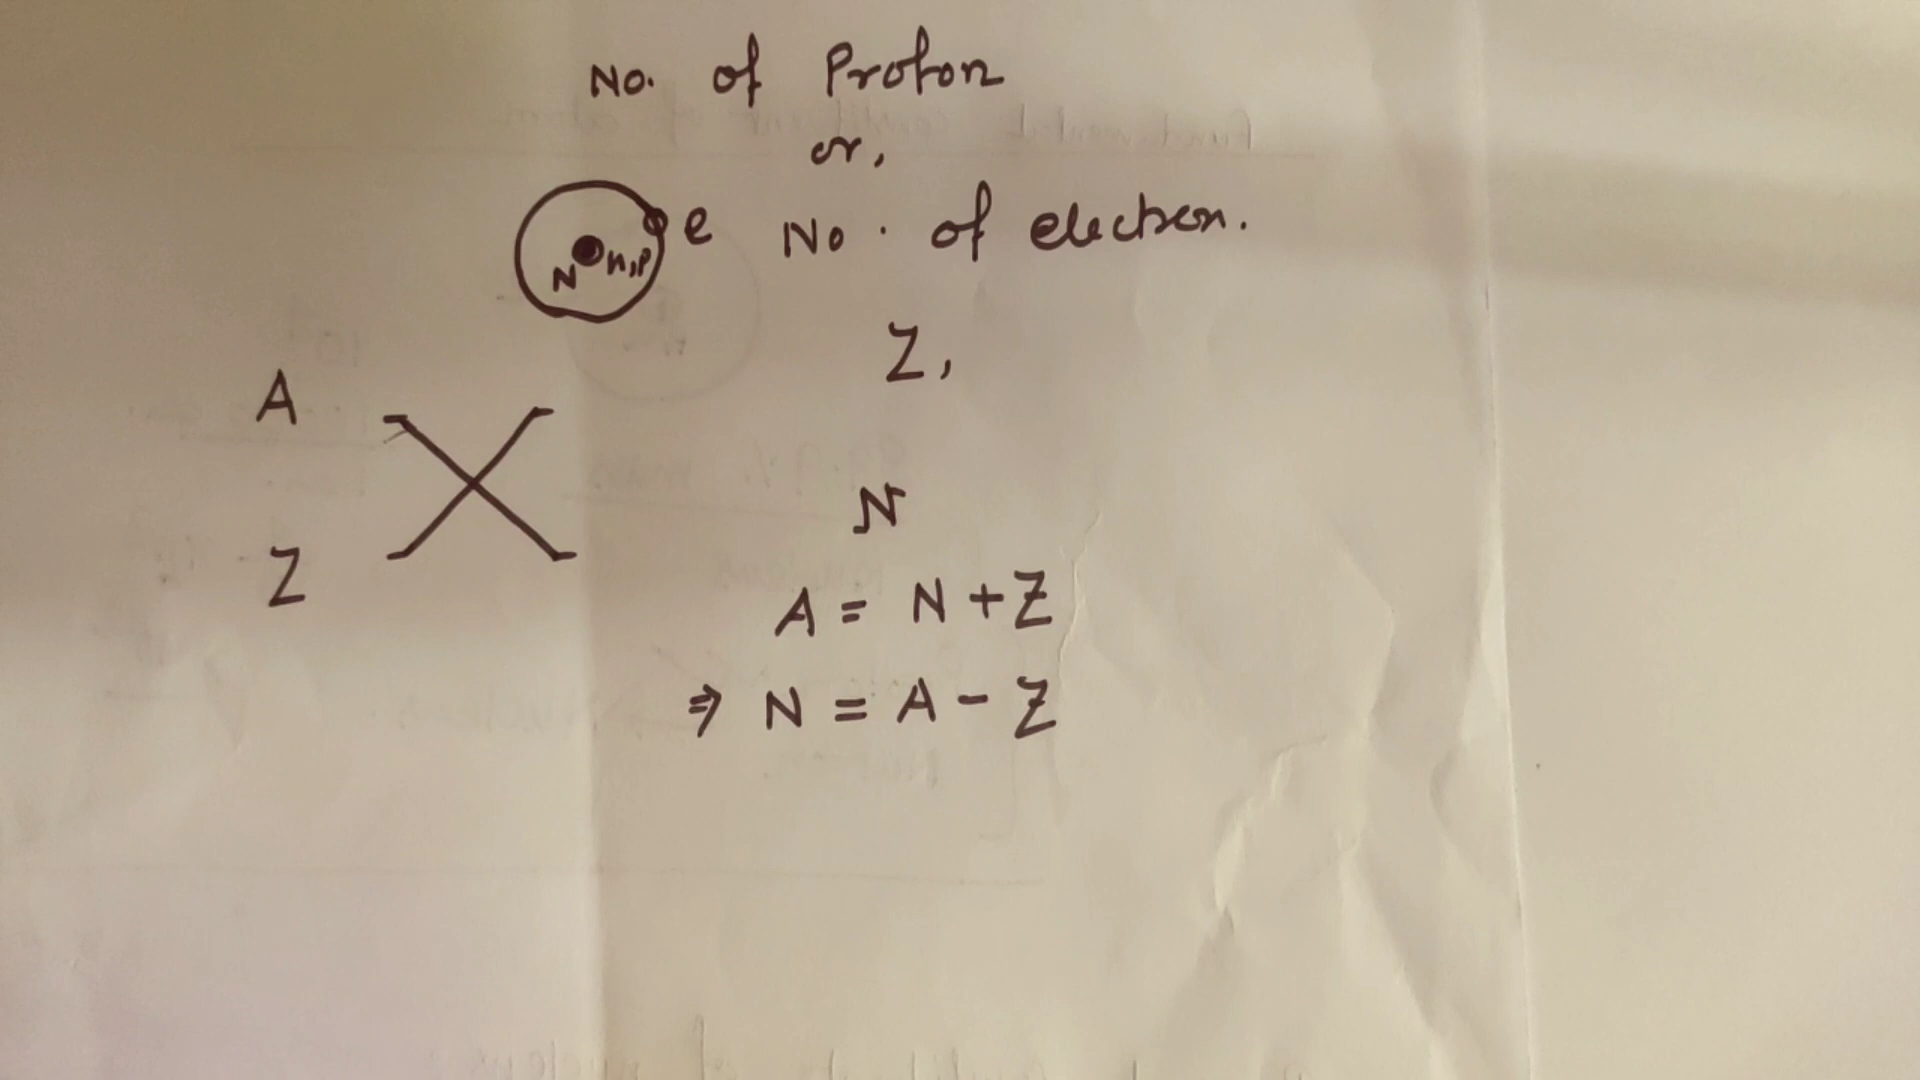 No. of Proton
or,
e No. of electron.
N n,p
Z,
A X
Z
N
A = N + Z
⇒ N = A - Z